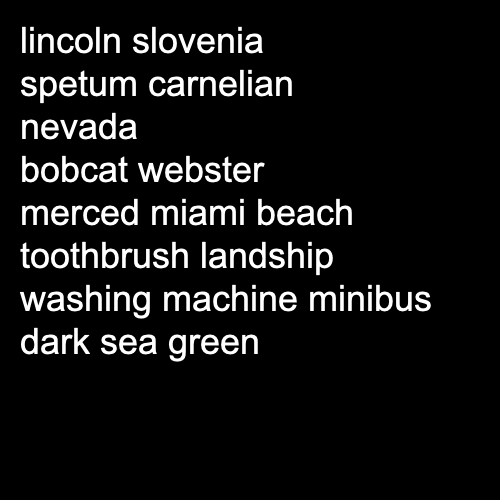 lincoln slovenia
spetum carnelian
nevada
bobcat webster
merced miami beach
toothbrush landship
washing machine minibus
dark sea green